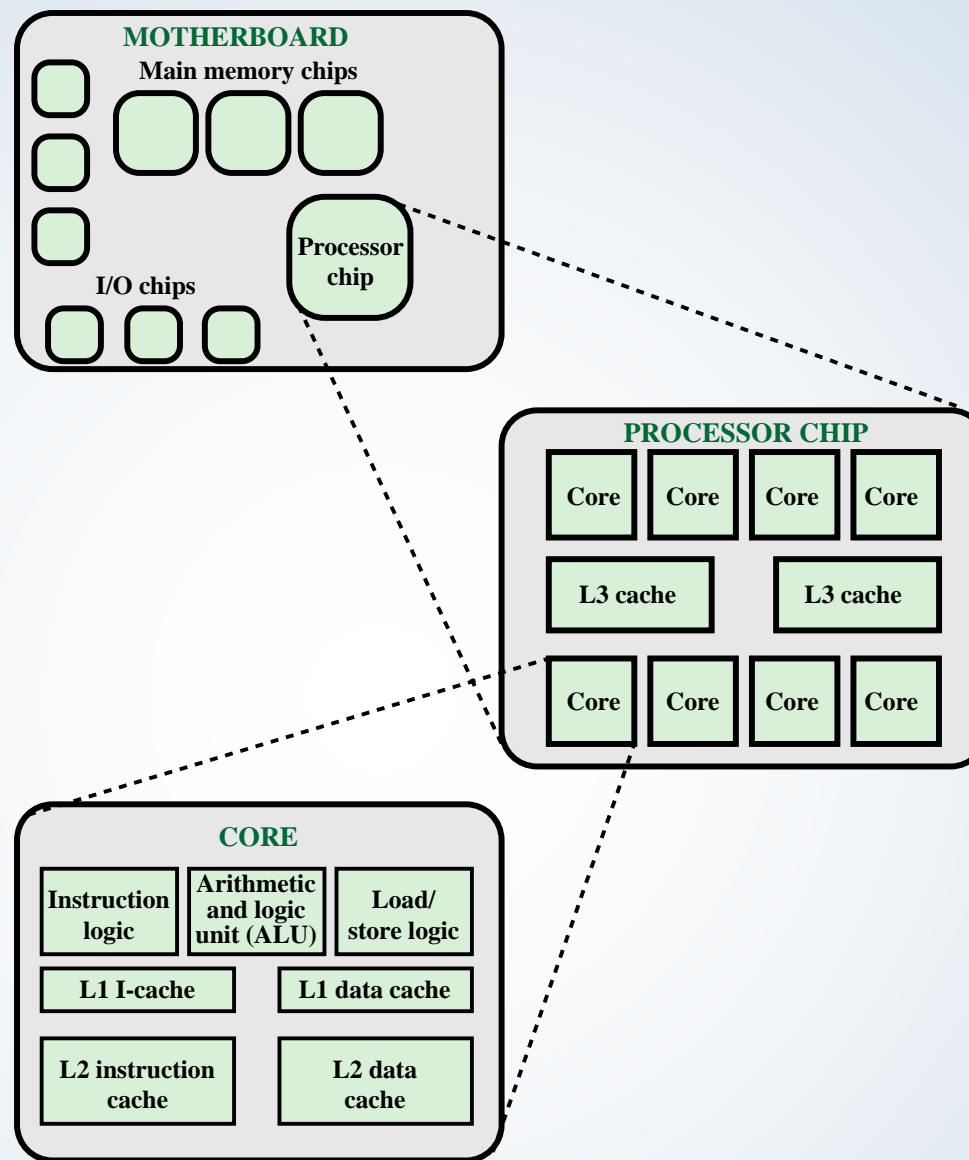 MOTHERBOARD
Main memory chips
Processor
chip
I/O chips
PROCESSOR CHIP
Core
Core
Core
Core
L3 cache
L3 cache
Core
Core
Core
Core
CORE
Instruction
logic
Arithmetic
and logic
unit (ALU)
Load/
store logic
L1 I-cache
L1 data cache
L2 instruction
cache
L2 data
cache